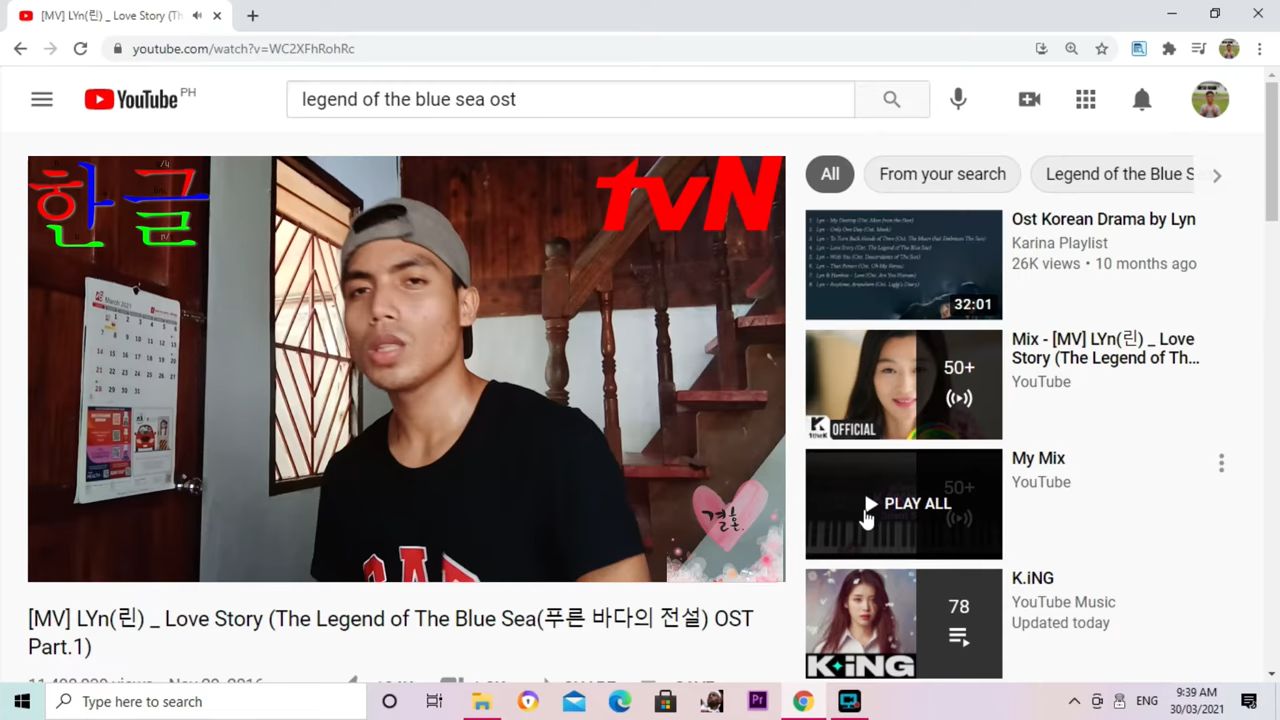 [MV] LYn(린) _ Love Story (Th
youtube.com/watch?v=WC2XFhRohRc
YouTube PH
legend of the blue sea ost
한글
tvN
March 2021
결혼.
All
From your search
Legend of the Blue S
32:01
Ost Korean Drama by Lyn
Karina Playlist
26K views • 10 months ago
50+
OFFICIAL
Mix - [MV] LYn(린) _ Love
Story (The Legend of Th...
YouTube
50+
PLAY ALL
My Mix
YouTube
78
K.iNG
K.iNG
YouTube Music
Updated today
[MV] LYn(린) _ Love Story (The Legend of The Blue Sea(푸른 바다의 전설) OST
Part.1)
Type here to search
Pr
ENG
9:39 AM
30/03/2021